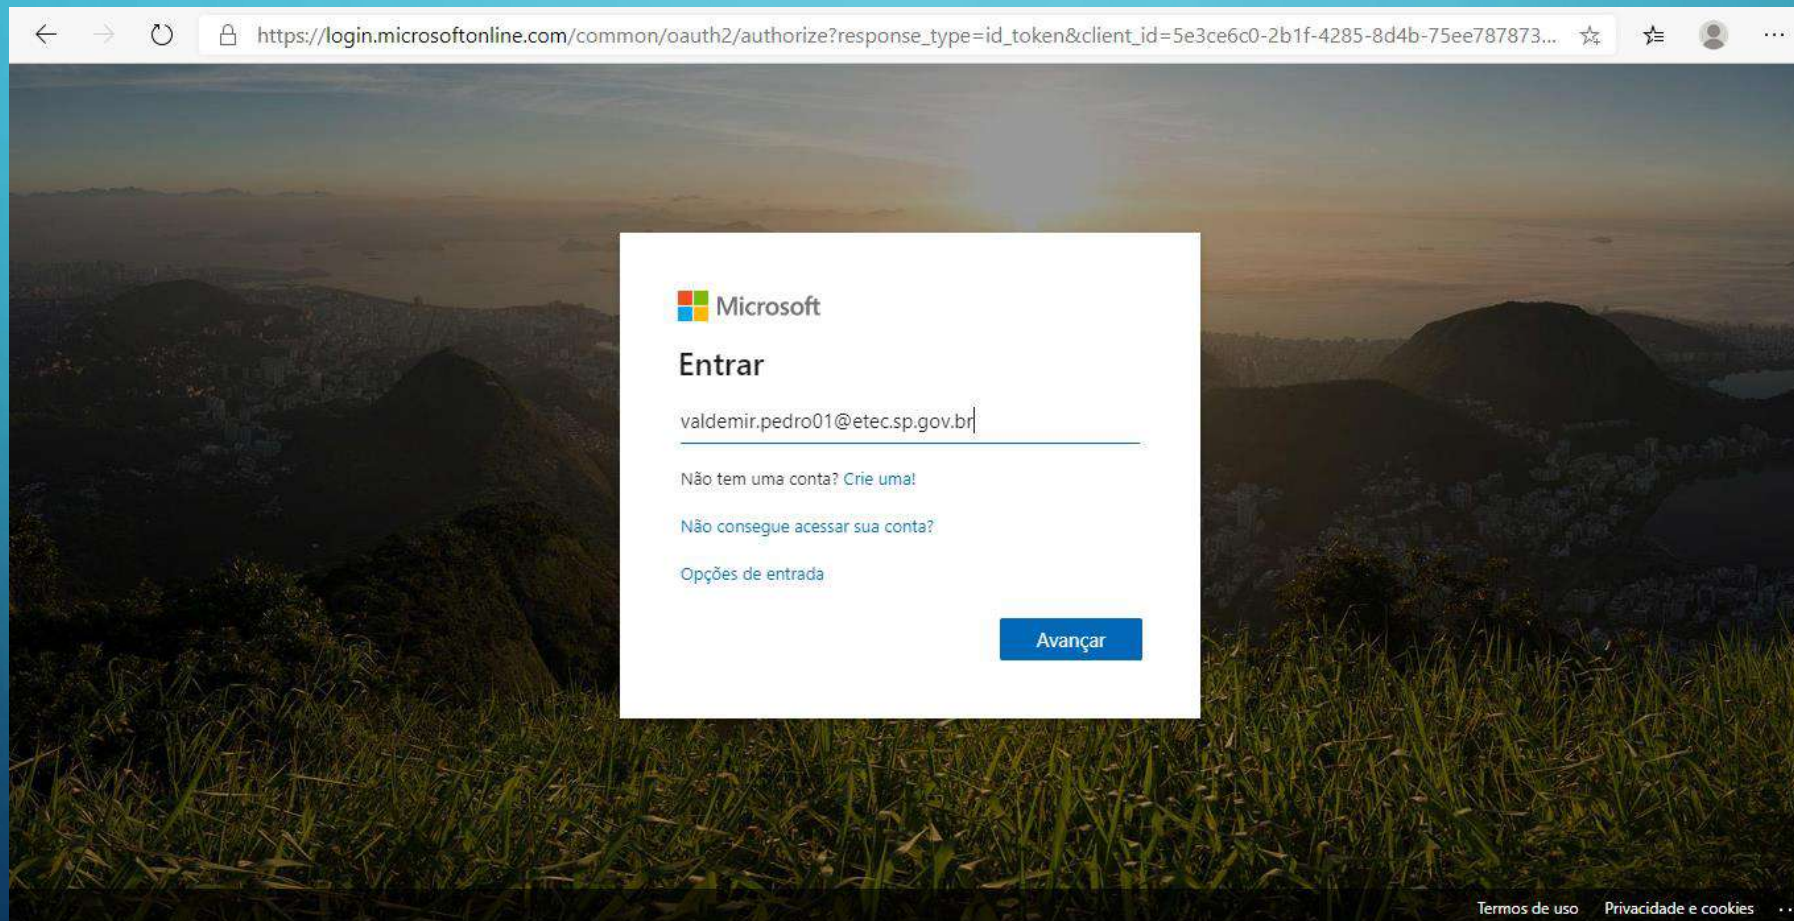 https://login.microsoftonline.com/common/oauth2/authorize?response_type=id_token&client_id=5e3ce6c0-2b1f-4285-8d4b-75ee787873...
Microsoft
Entrar
valdemir.pedro01@etec.sp.gov.br
Não tem uma conta? Crie uma!
Não consegue acessar sua conta?
Opções de entrada
Avançar
Termos de uso Privacidade e cookies